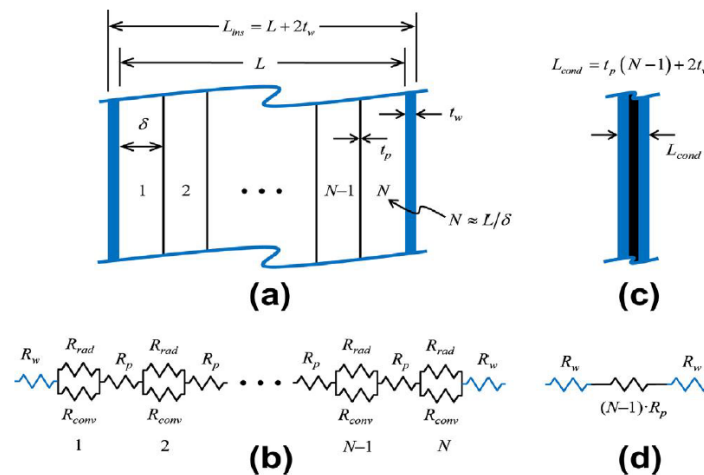 L_ins = L + 2t_w
L
δ
t_w
t_p
1 2 • • • N–1 N
N ≈ L/δ
(a)
L_cond = t_p (N – 1) + 2t
L_cond
(c)
R_w R_rad R_p R_rad R_p • • • R_p R_rad R_p R_rad R_w
R_conv R_conv R_conv R_conv
1 2 N–1 N
(b)
R_w R_w
(N–1)·R_p
(d)